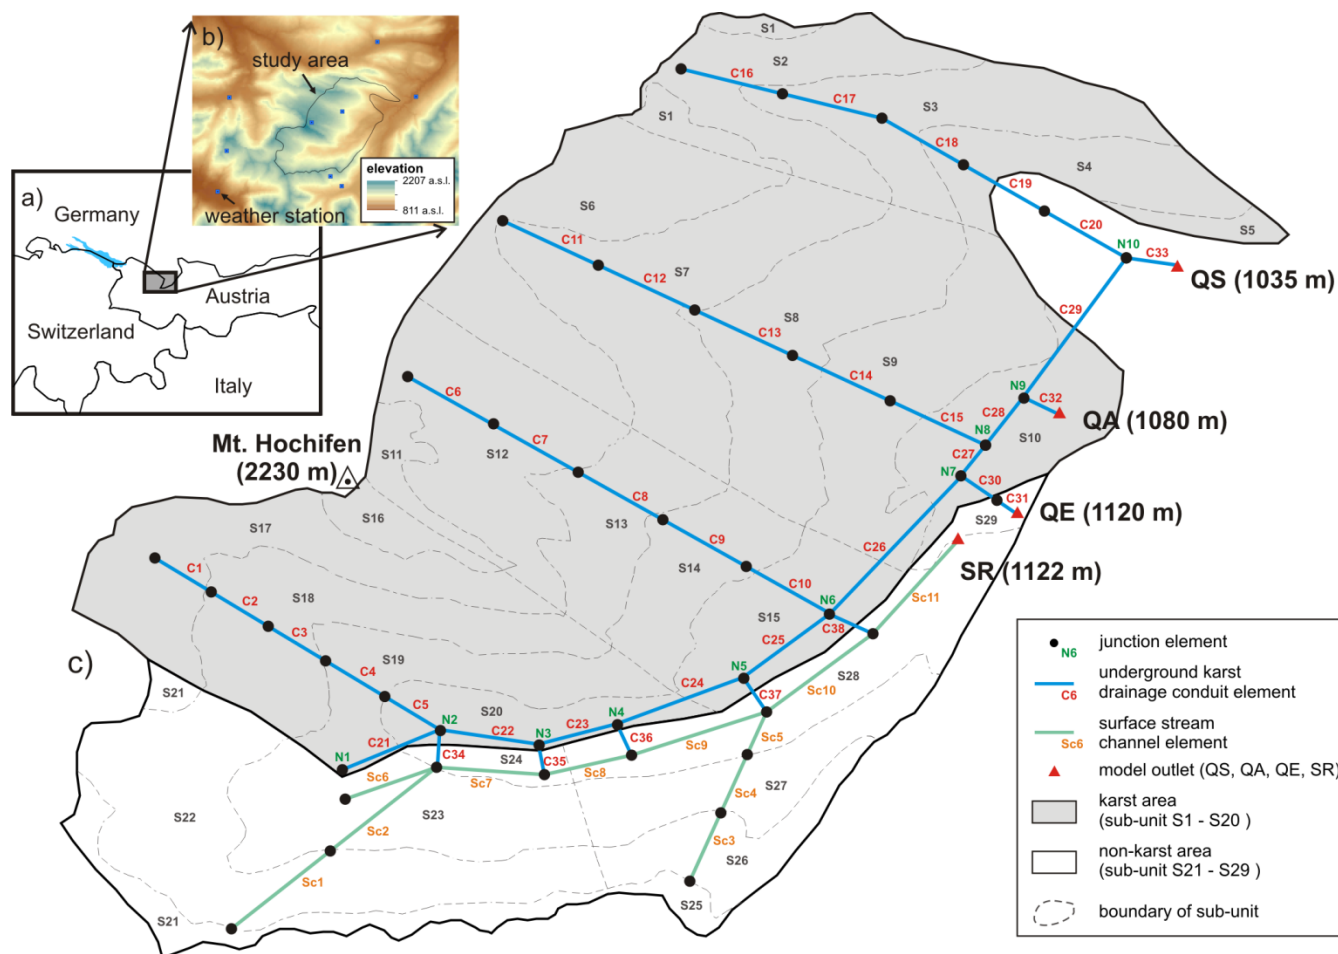 b)
study area
elevation
2207 a.s.l.
811 a.s.l.
weather station
a)
Germany
Austria
Switzerland
Italy
c)
S1
S2
C16
C17
S3
S1
C18
S4
C19
C20
S5
N10
C33
QS (1035 m)
S6
C11
S7
C12
C29
S8
C13
S9
C14
N9
C32
C6
C15
C28
QA (1080 m)
N8
S10
Mt. Hochifen
(2230 m)
S11
S12
C7
C27
N7
C30
C31
QE (1120 m)
C8
S16
S13
S29
S17
C9
C26
SR (1122 m)
C1
S14
C10
Sc11
C2
S18
N6
S15
C38
C3
C25
S19
C4
N5
S28
S21
C24
Sc10
C5
C37
S20
N2
N4
C22
C23
N3
C21
Sc5
N1
C34
S24
C36
Sc9
C35
Sc6
Sc7
Sc8
S27
Sc4
S22
S23
Sc2
Sc3
S26
Sc1
S25
S21
N6
junction element
C6
underground karst
drainage conduit element
Sc6
surface stream
channel element
model outlet (QS, QA, QE, SR)
karst area
(sub-unit S1 - S20 )
non-karst area
(sub-unit S21 - S29 )
boundary of sub-unit